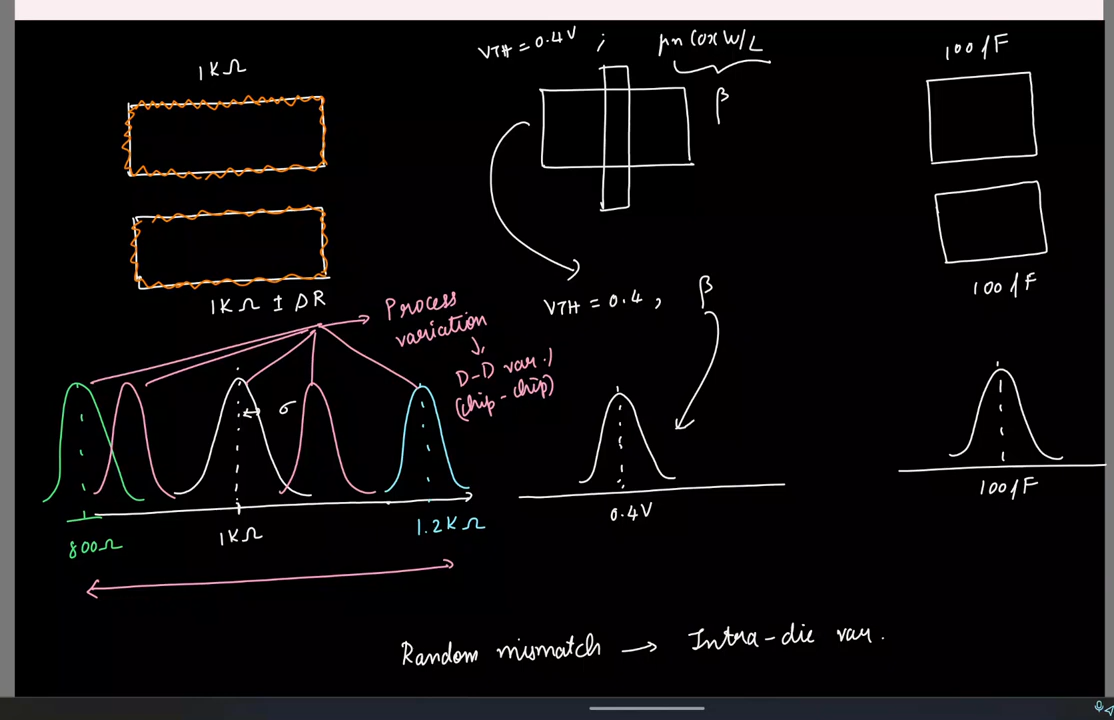 1KΩ
VTH = 0.4V ; μn Cox W/L
β
100fF
1KΩ ± ΔR
VTH = 0.4 , β
100fF
Process
variation
D-D var.
(chip-chip)
σ
800Ω
1KΩ
1.2KΩ
0.4V
100fF
Random mismatch → Intra-die var.